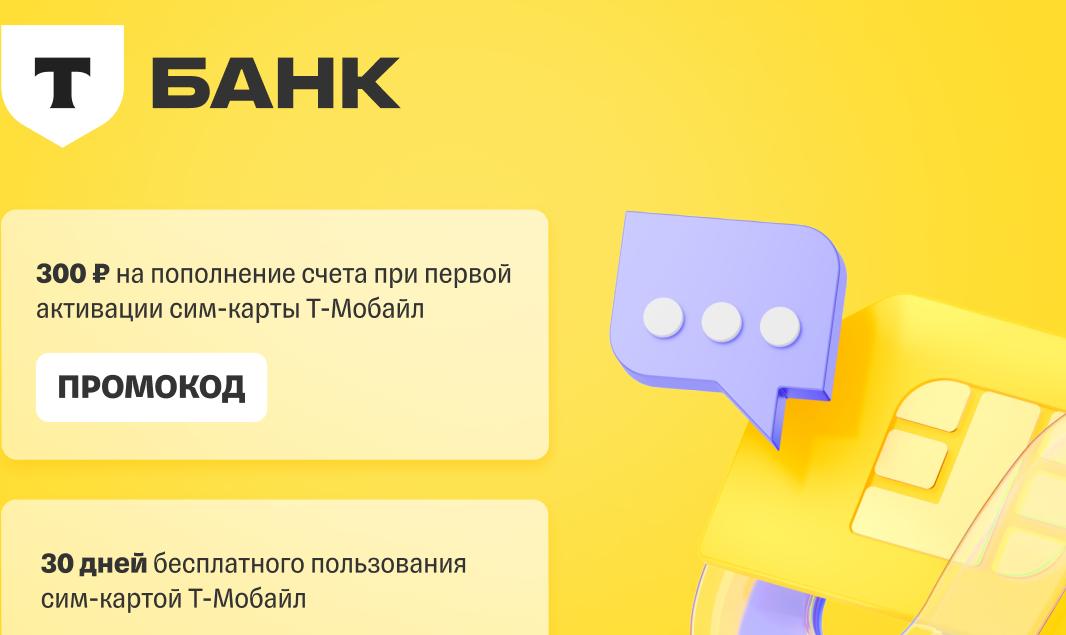 Т БАНК
300 ₽ на пополнение счета при первой
активации сим-карты Т-Мобайл
ПРОМОКОД
30 дней бесплатного пользования
сим-картой Т-Мобайл